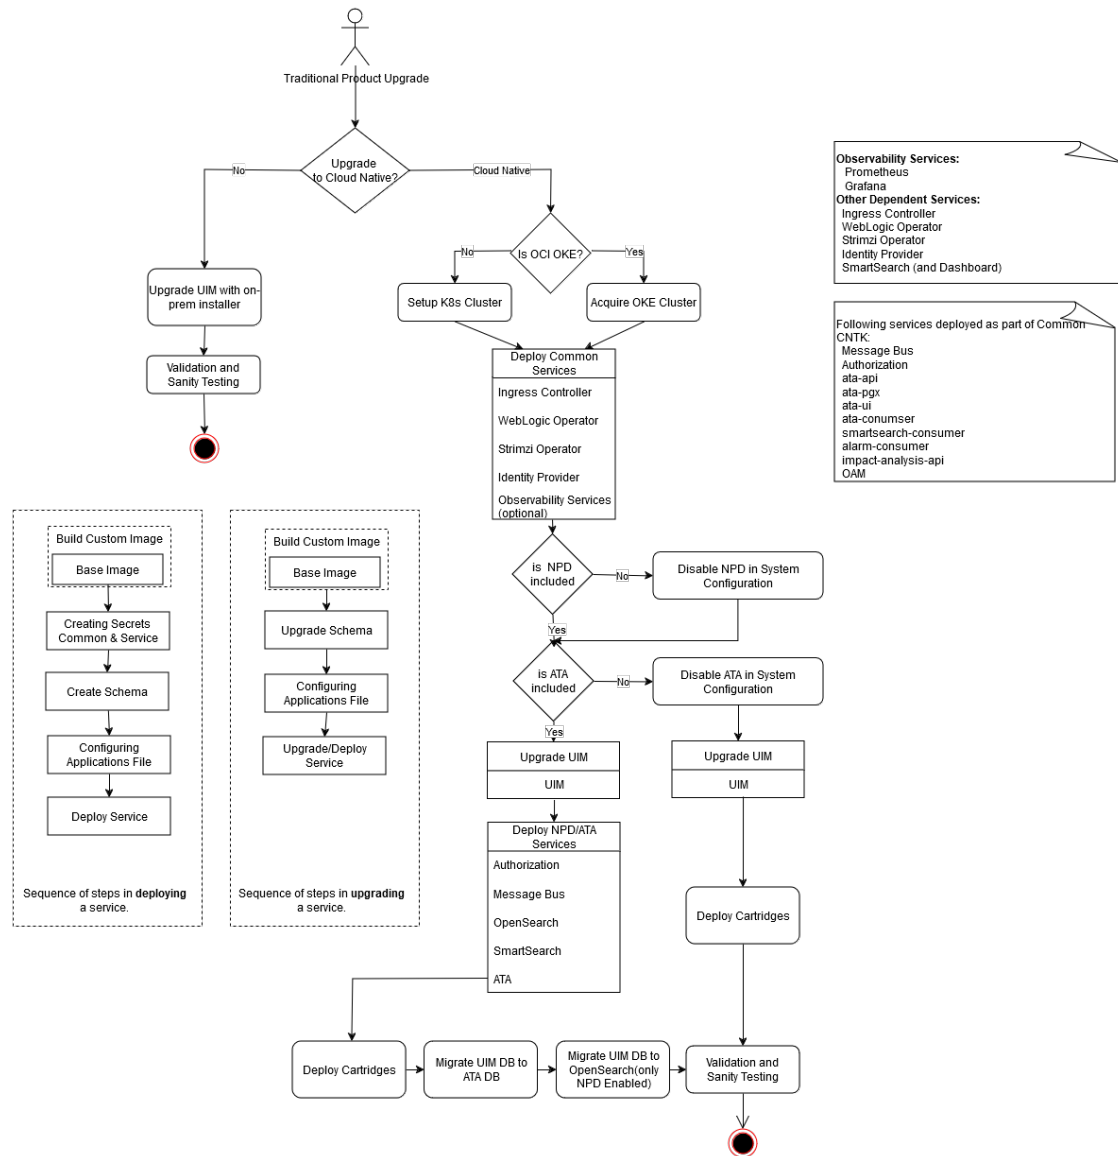 Traditional Product Upgrade
Upgrade
to Cloud Native?
No
Cloud Native
Is OCI OKE?
No
Yes
Upgrade UIM with on-
prem installer
Setup K8s Cluster
Acquire OKE Cluster
Validation and
Sanity Testing
Deploy Common
Services
Ingress Controller
WebLogic Operator
Strimzi Operator
Identity Provider
Observability Services
(optional)
Observability Services:
Prometheus
Grafana
Other Dependent Services:
Ingress Controller
WebLogic Operator
Strimzi Operator
Identity Provider
SmartSearch (and Dashboard)
Following services deployed as part of Common
CNTK:
Message Bus
Authorization
ata-api
ata-pgx
ata-ui
ata-conumser
smartsearch-consumer
alarm-consumer
impact-analysis-api
OAM
Build Custom Image
Base Image
Creating Secrets
Common & Service
Create Schema
Configuring
Applications File
Deploy Service
Sequence of steps in deploying
a service.
Build Custom Image
Base Image
Upgrade Schema
Configuring
Applications File
Upgrade/Deploy
Service
Sequence of steps in upgrading
a service.
is NPD
included
No
Disable NPD in System
Configuration
Yes
is ATA
included
No
Disable ATA in System
Configuration
Yes
Upgrade UIM
UIM
Upgrade UIM
UIM
Deploy NPD/ATA
Services
Authorization
Message Bus
OpenSearch
SmartSearch
ATA
Deploy Cartridges
Deploy Cartridges
Migrate UIM DB to
ATA DB
Migrate UIM DB to
OpenSearch(only
NPD Enabled)
Validation and
Sanity Testing